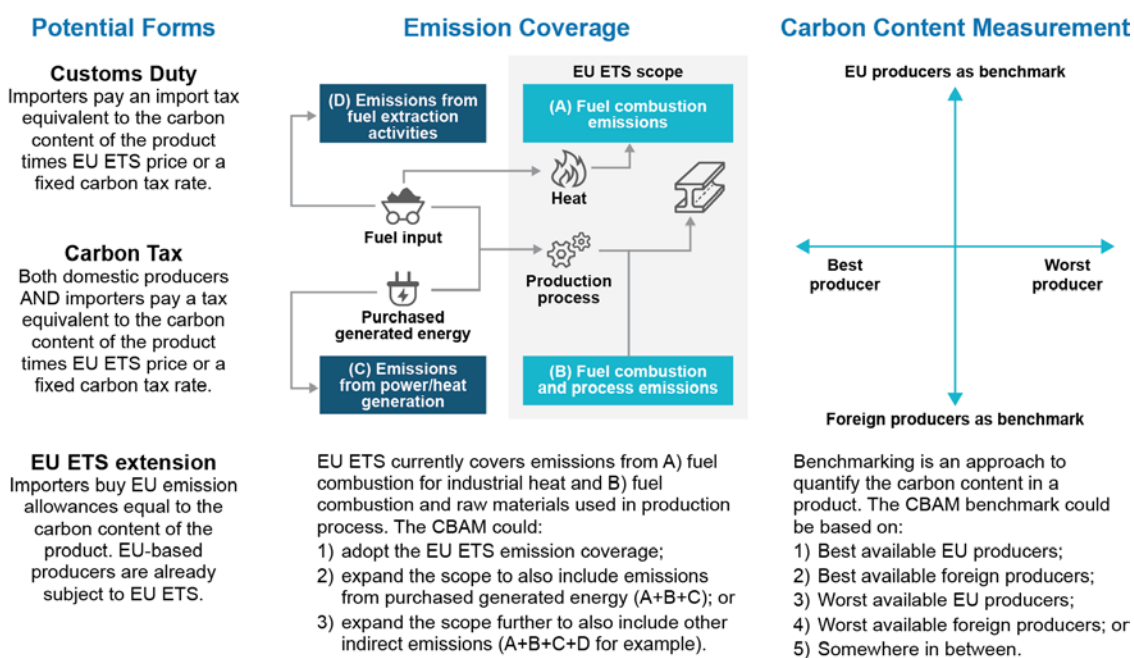 Potential Forms
Customs Duty
Importers pay an import tax
equivalent to the carbon
content of the product
times EU ETS price or a
fixed carbon tax rate.
Carbon Tax
Both domestic producers
AND importers pay a tax
equivalent to the carbon
content of the product
times EU ETS price or a
fixed carbon tax rate.
EU ETS extension
Importers buy EU emission
allowances equal to the
carbon content of the
product. EU-based
producers are already
subject to EU ETS.
Emission Coverage
EU ETS scope
(D) Emissions from
fuel extraction
activities
(A) Fuel combustion
emissions
Heat
Fuel input
Production
process
Purchased
generated energy
(C) Emissions
from power/heat
generation
(B) Fuel combustion
and process emissions
EU ETS currently covers emissions from A) fuel
combustion for industrial heat and B) fuel
combustion and raw materials used in production
process. The CBAM could:
1) adopt the EU ETS emission coverage;
2) expand the scope to also include emissions
from purchased generated energy (A+B+C); or
3) expand the scope further to also include other
indirect emissions (A+B+C+D for example).
Carbon Content Measurement
EU producers as benchmark
Best
producer
Worst
producer
Foreign producers as benchmark
Benchmarking is an approach to
quantify the carbon content in a
product. The CBAM benchmark could
be based on:
1) Best available EU producers;
2) Best available foreign producers;
3) Worst available EU producers;
4) Worst available foreign producers; or
5) Somewhere in between.